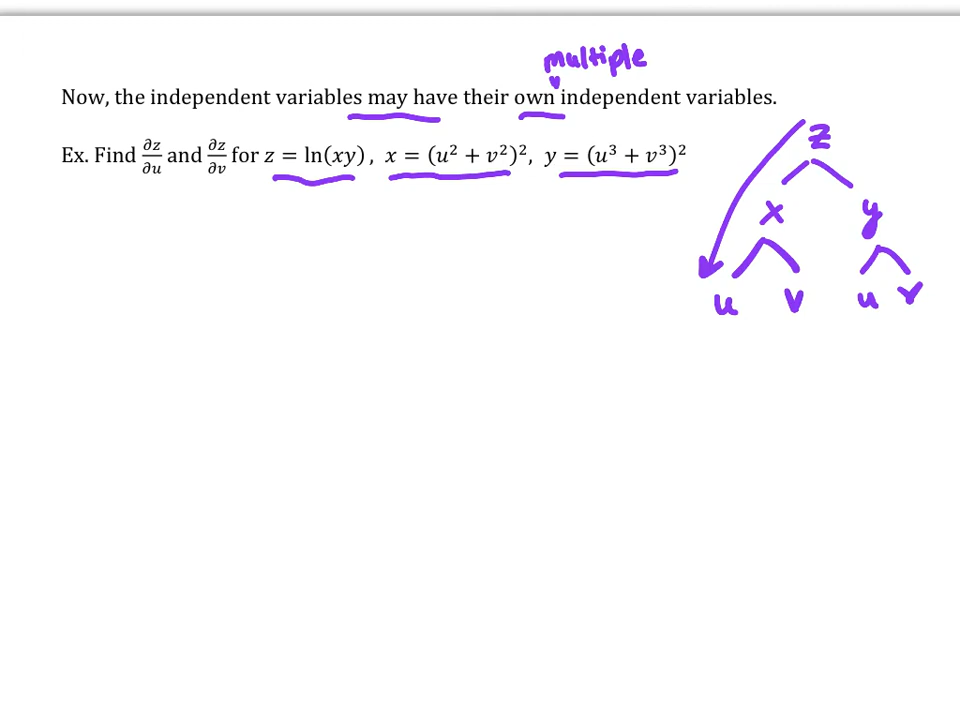 multiple
Now, the independent variables may have their own independent variables.
Ex. Find ∂z/∂u and ∂z/∂v for z = ln(xy) , x = (u² + v²)², y = (u³ + v³)²
z
x y
u v u v